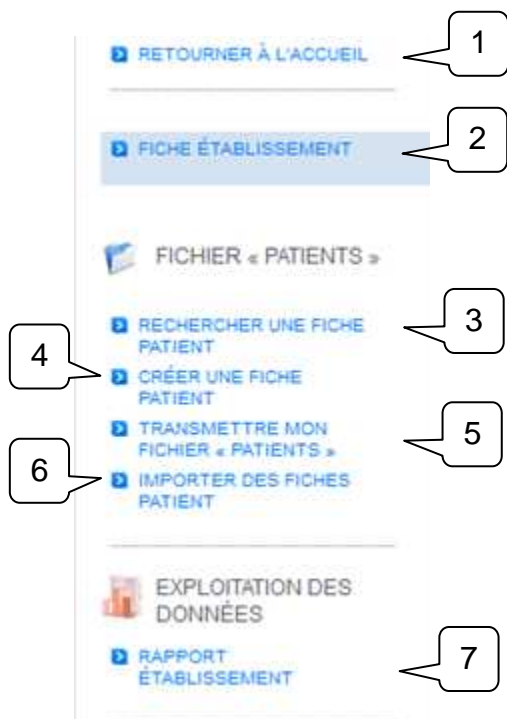 RETOURNER À L'ACCUEIL
1
FICHE ÉTABLISSEMENT
2
FICHIER « PATIENTS »
RECHERCHER UNE FICHE
PATIENT
3
4
CRÉER UNE FICHE
PATIENT
TRANSMETTRE MON
FICHIER « PATIENTS »
5
6
IMPORTER DES FICHES
PATIENT
EXPLOITATION DES
DONNÉES
RAPPORT
ÉTABLISSEMENT
7